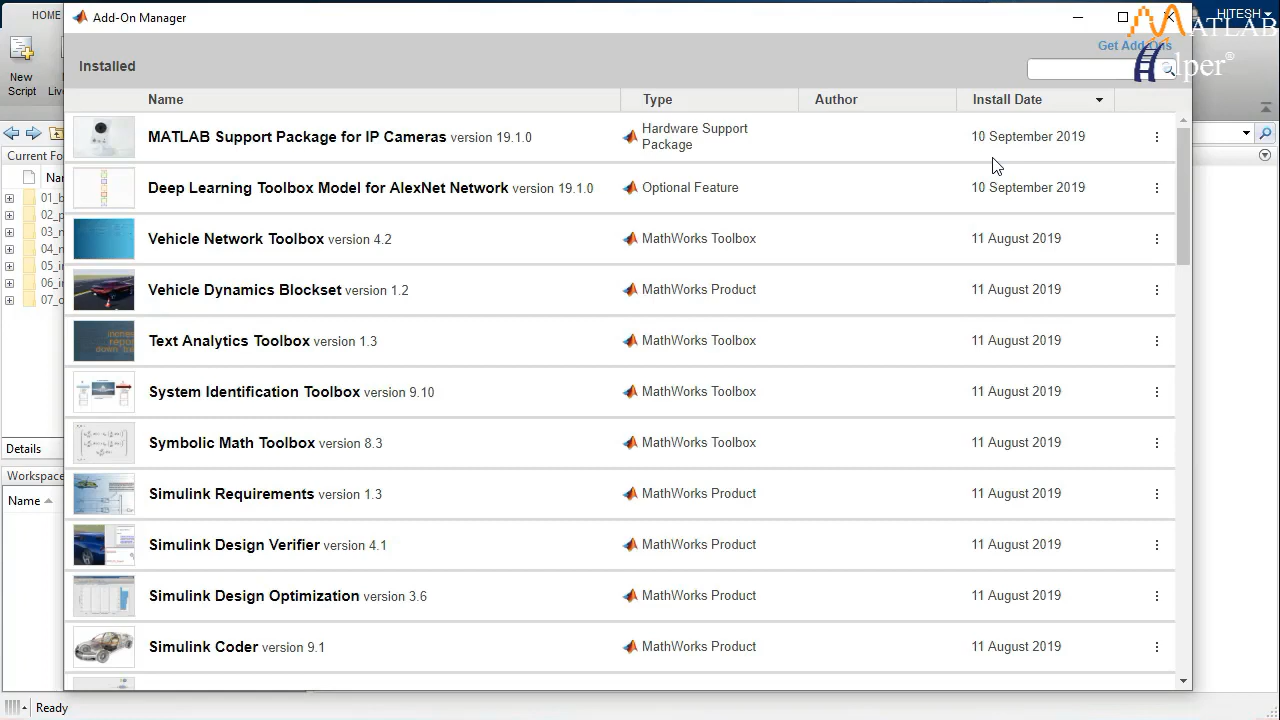 HOME
Add-On Manager
HITESH
MATLAB
Helper®
Get Add-Ons
Installed
New
Script
Name
Type
Author
Install Date
MATLAB Support Package for IP Cameras version 19.1.0
Hardware Support
Package
10 September 2019
Current Fo
Deep Learning Toolbox Model for AlexNet Network version 19.1.0
Optional Feature
10 September 2019
Vehicle Network Toolbox version 4.2
MathWorks Toolbox
11 August 2019
Vehicle Dynamics Blockset version 1.2
MathWorks Product
11 August 2019
Text Analytics Toolbox version 1.3
MathWorks Toolbox
11 August 2019
System Identification Toolbox version 9.10
MathWorks Toolbox
11 August 2019
Symbolic Math Toolbox version 8.3
MathWorks Toolbox
11 August 2019
Details
Workspace
Name
Simulink Requirements version 1.3
MathWorks Product
11 August 2019
Simulink Design Verifier version 4.1
MathWorks Product
11 August 2019
Simulink Design Optimization version 3.6
MathWorks Product
11 August 2019
Simulink Coder version 9.1
MathWorks Product
11 August 2019
Ready